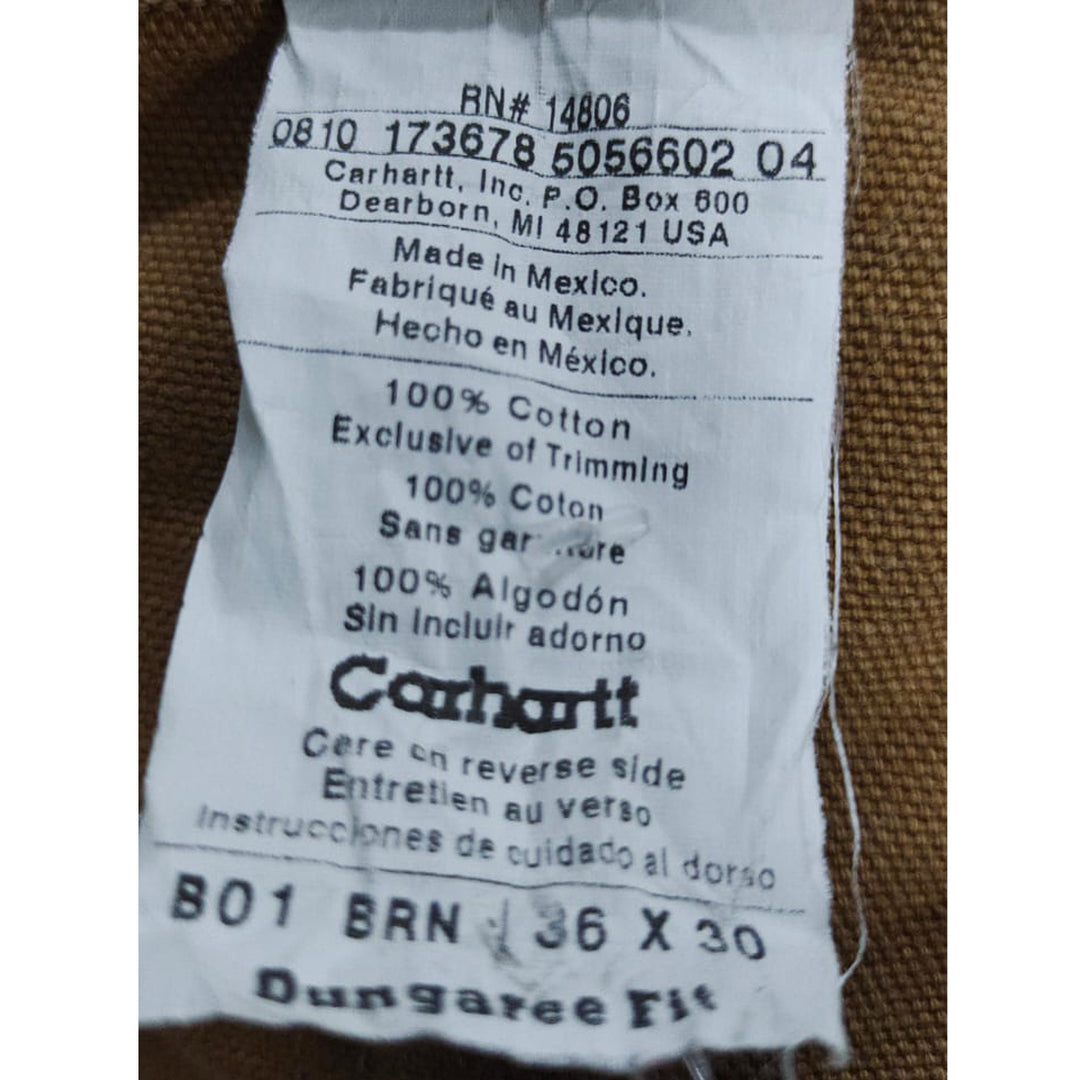 RN# 14806
0810 173678 5056602 04
Carhartt, Inc. P.O. Box 600
Dearborn, MI 48121 USA
Made in Mexico.
Fabriqué au Mexique.
Hecho en México.
100% Cotton
Exclusive of Trimming
100% Coton
Sans
100% Algodón
Sin incluir adorno
Carhartt
Care on reverse side
Entretien au verso
Instrucciones de cuidado al dorso
B01 BRN 36 X 30
Dungaree Fit